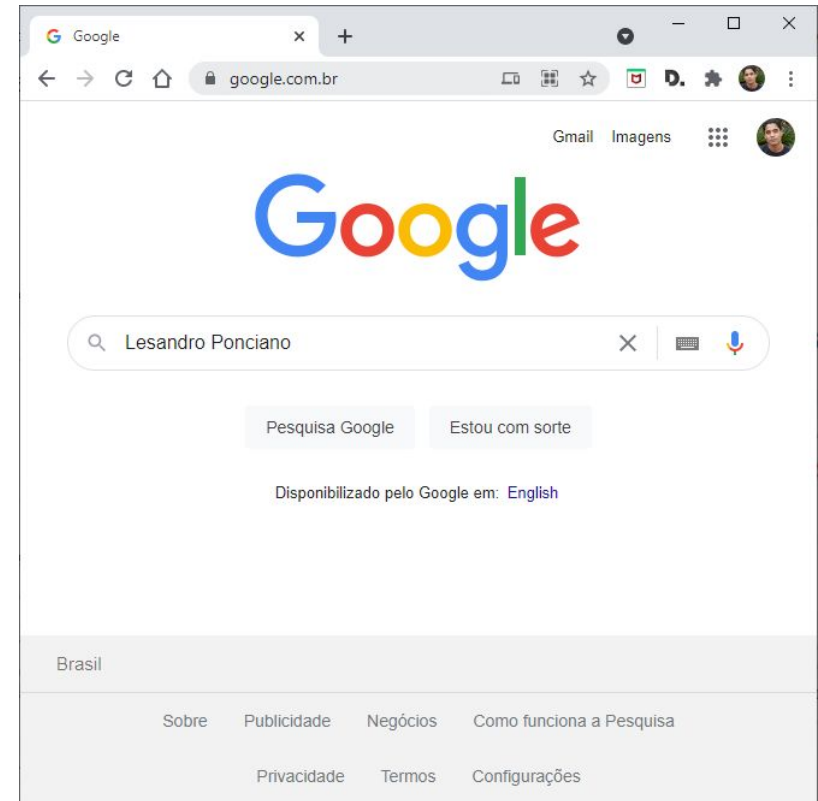 Google
google.com.br
D.
Gmail Imagens
Google
Lesandro Ponciano
Pesquisa Google Estou com sorte
Disponibilizado pelo Google em: English
Brasil
Sobre Publicidade Negócios Como funciona a Pesquisa
Privacidade Termos Configurações